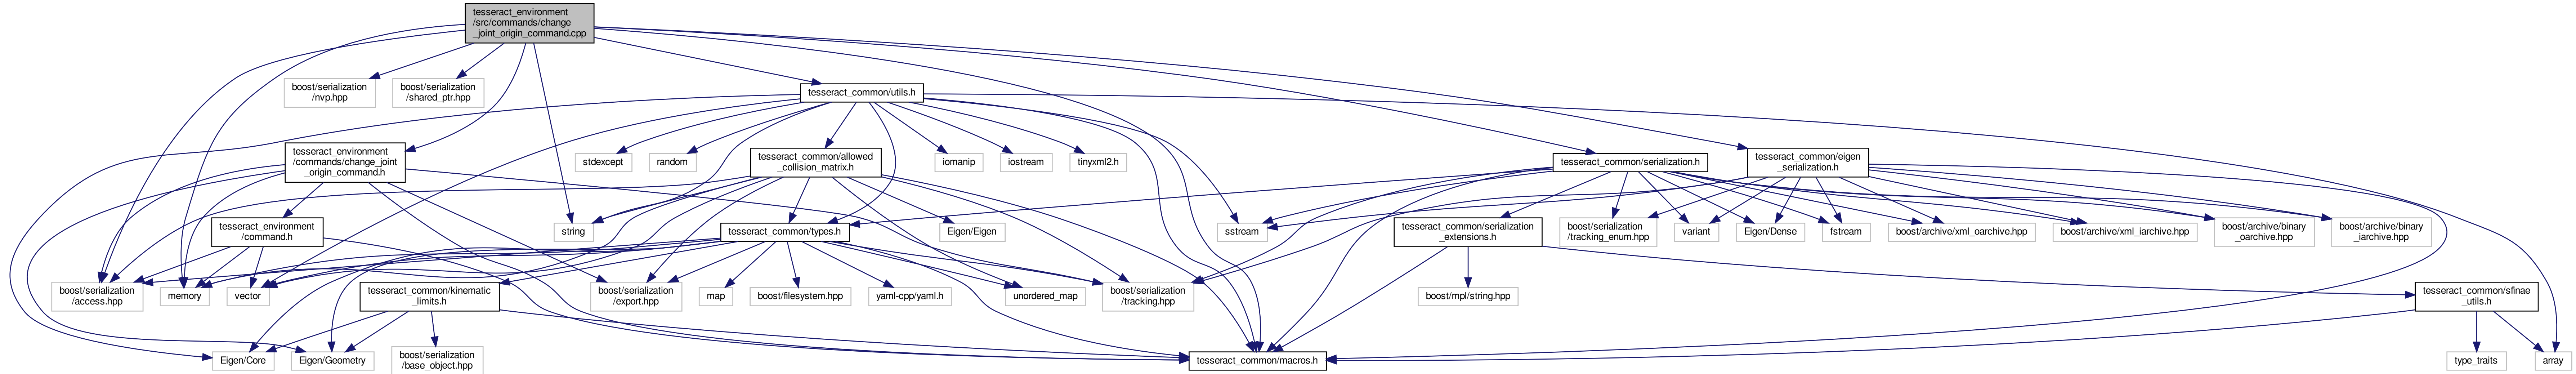 tesseract_environment
/src/commands/change
_joint_origin_command.cpp
boost/serialization
/nvp.hpp
boost/serialization
/shared_ptr.hpp
tesseract_common/utils.h
tesseract_environment
/commands/change_joint
_origin_command.h
stdexcept
random
tesseract_common/allowed
_collision_matrix.h
iomanip
iostream
tinyxml2.h
tesseract_common/serialization.h
tesseract_common/eigen
_serialization.h
tesseract_environment
/command.h
string
tesseract_common/types.h
Eigen/Eigen
sstream
tesseract_common/serialization
_extensions.h
boost/serialization
/tracking_enum.hpp
variant
Eigen/Dense
fstream
boost/archive/xml_oarchive.hpp
boost/archive/xml_iarchive.hpp
boost/archive/binary
_oarchive.hpp
boost/archive/binary
_iarchive.hpp
boost/serialization
/access.hpp
memory
vector
tesseract_common/kinematic
_limits.h
boost/serialization
/export.hpp
map
boost/filesystem.hpp
yaml-cpp/yaml.h
unordered_map
boost/serialization
/tracking.hpp
boost/mpl/string.hpp
tesseract_common/sfinae
_utils.h
Eigen/Core
Eigen/Geometry
boost/serialization
/base_object.hpp
tesseract_common/macros.h
type_traits
array